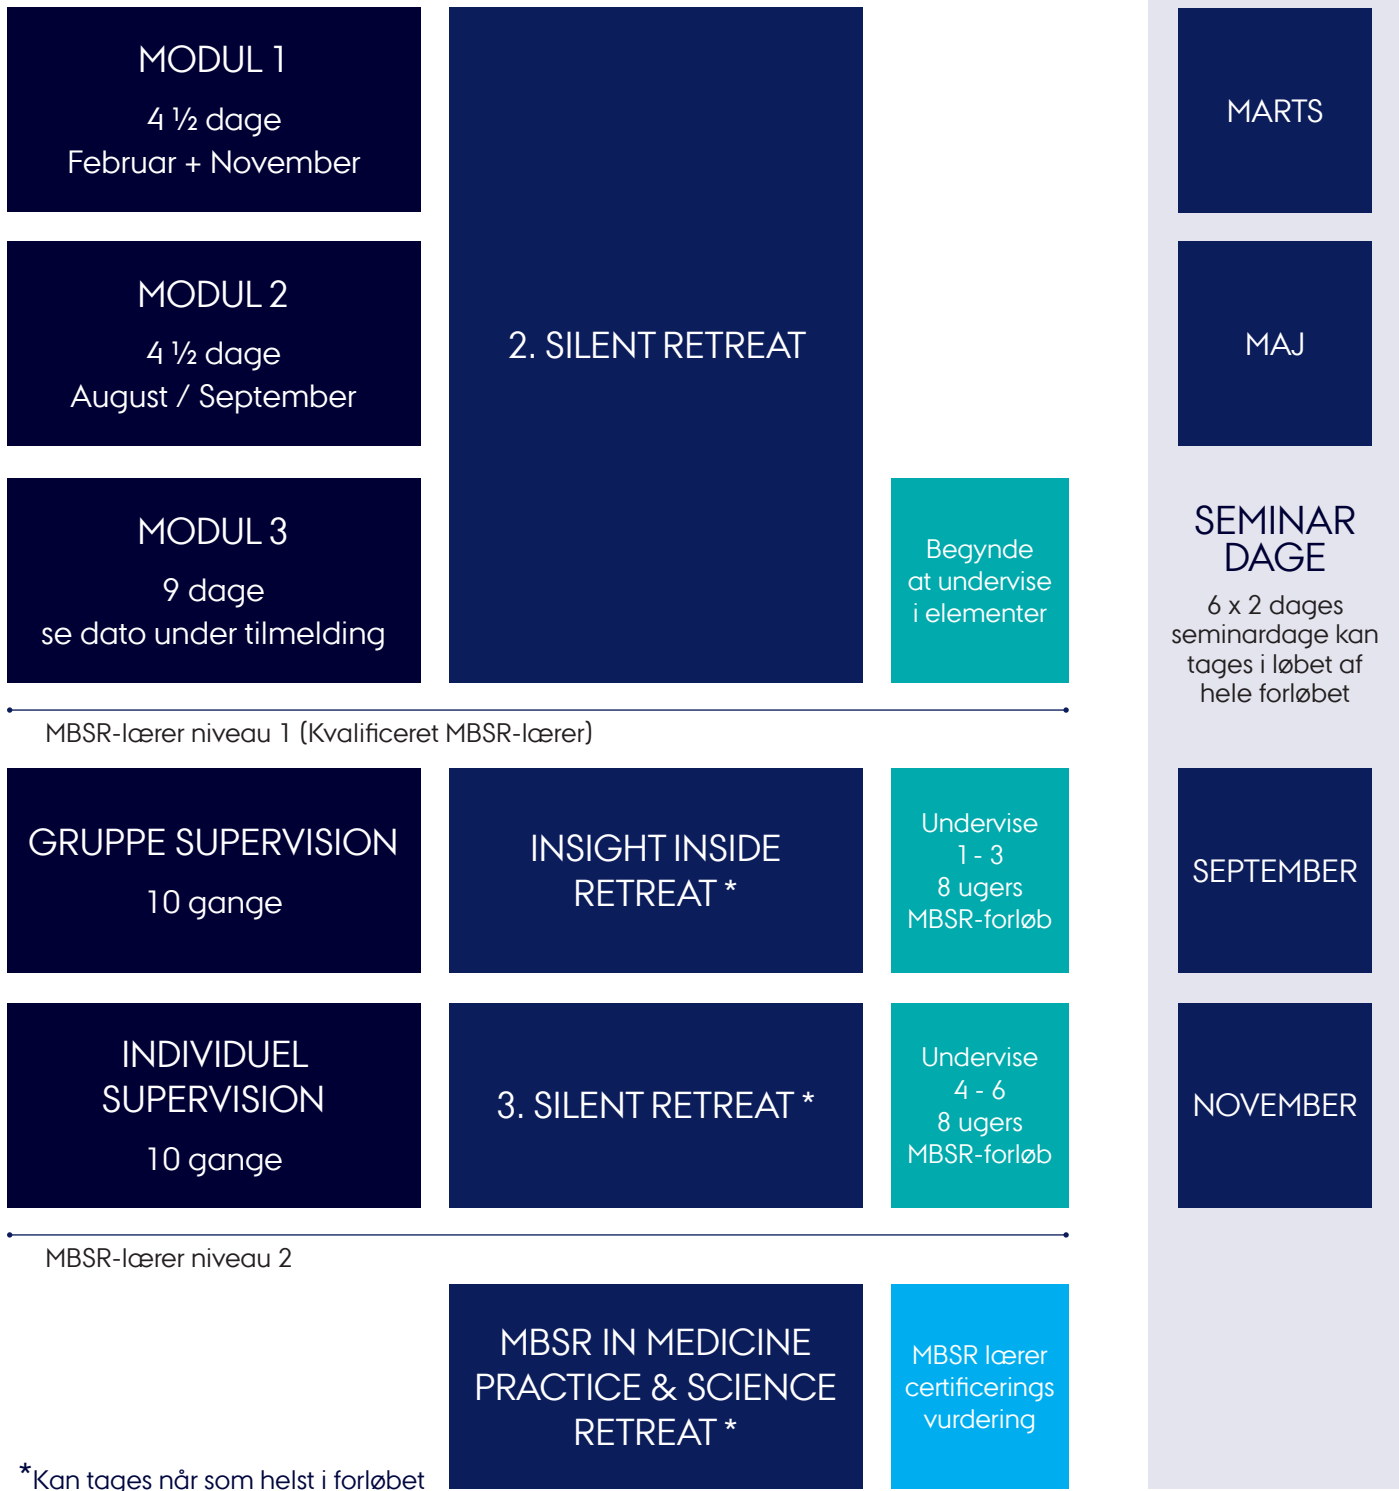 MODUL 1
4 ½ dage
Februar + November
MODUL 2
4 ½ dage
August / September
MODUL 3
9 dage
se dato under tilmelding
2. SILENT RETREAT
Begynde
at undervise
i elementer
MBSR-lærer niveau 1 (Kvalificeret MBSR-lærer)
GRUPPE SUPERVISION
10 gange
INSIGHT INSIDE
RETREAT *
Undervise
1 - 3
8 ugers
MBSR-forløb
INDIVIDUEL
SUPERVISION
10 gange
3. SILENT RETREAT *
Undervise
4 - 6
8 ugers
MBSR-forløb
MBSR-lærer niveau 2
MBSR IN MEDICINE
PRACTICE & SCIENCE
RETREAT *
MBSR lærer
certificerings
vurdering
*Kan tages når som helst i forløbet
MARTS
MAJ
SEMINAR
DAGE
6 x 2 dages
seminardage kan
tages i løbet af
hele forløbet
SEPTEMBER
NOVEMBER